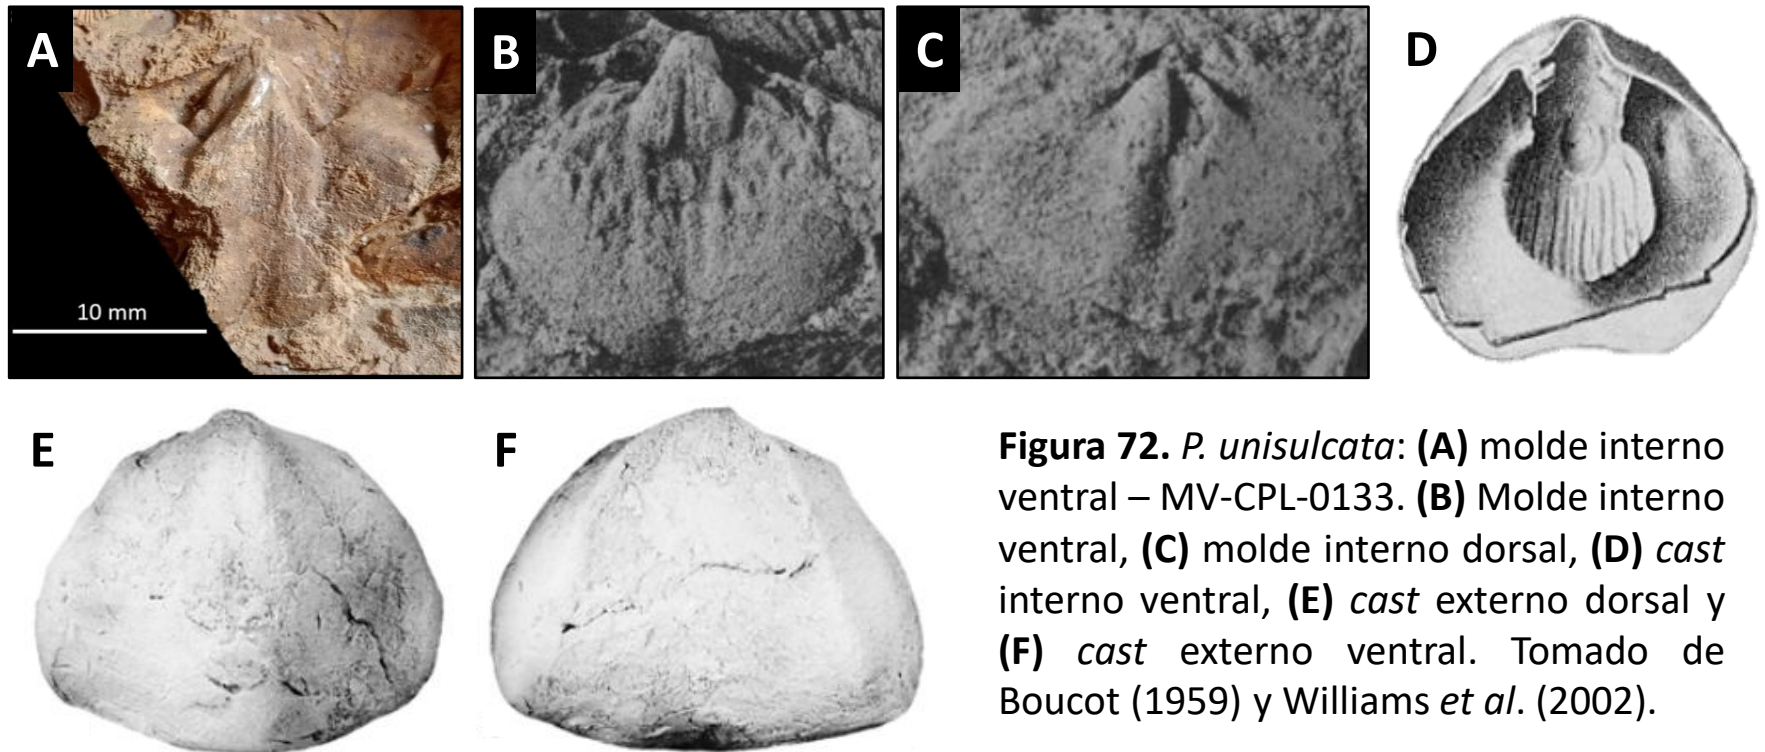 A
B
C
D
10 mm
E
F
Figura 72. P. unisulcata: (A) molde interno
ventral – MV-CPL-0133. (B) Molde interno
ventral, (C) molde interno dorsal, (D) cast
interno ventral, (E) cast externo dorsal y
(F) cast externo ventral. Tomado de
Boucot (1959) y Williams et al. (2002).